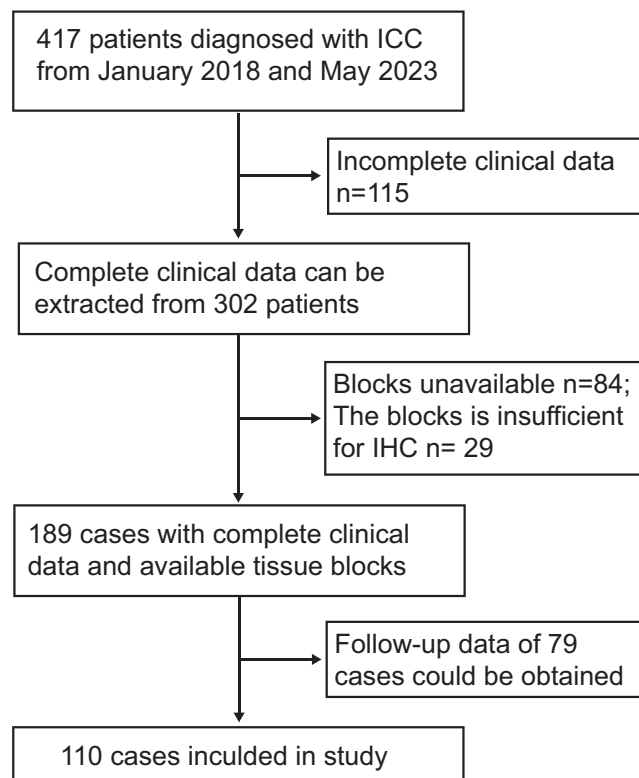 417 patients diagnosed with ICC
from January 2018 and May 2023
Incomplete clinical data
n=115
Complete clinical data can be
extracted from 302 patients
Blocks unavailable n=84;
The blocks is insufficient
for IHC n= 29
189 cases with complete clinical
data and available tissue blocks
Follow-up data of 79
cases could be obtained
110 cases inculded in study